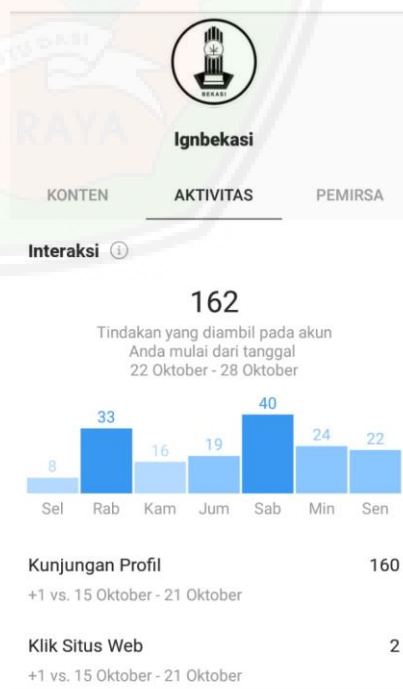 BEKASI
Ignbekasi
KONTEN AKTIVITAS PEMIRSA
Interaksi
162
Tindakan yang diambil pada akun
Anda mulai dari tanggal
22 Oktober - 28 Oktober
8 33 16 19 40 24 22
Sel Rab Kam Jum Sab Min Sen
Kunjungan Profil 160
+1 vs. 15 Oktober - 21 Oktober
Klik Situs Web 2
+1 vs. 15 Oktober - 21 Oktober
RAYA